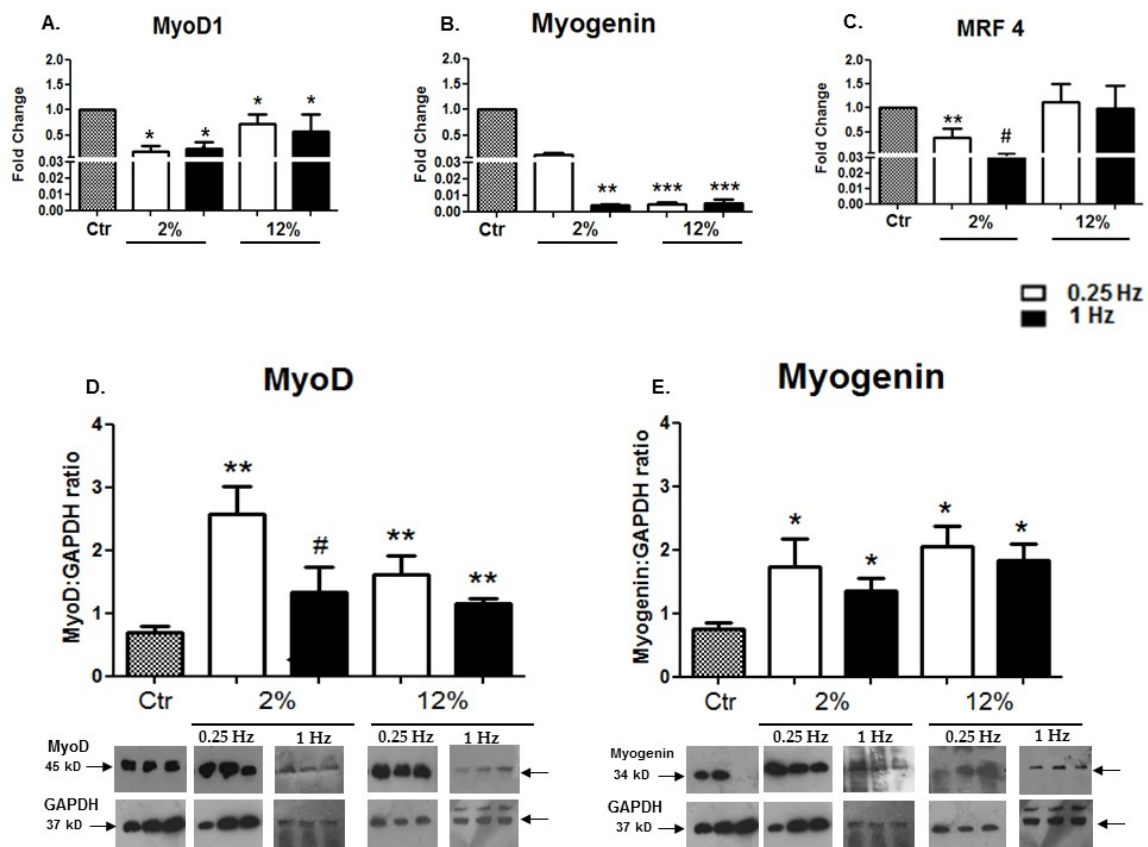 A.
MyoD1
Fold Change
2.0
1.5
1.0
0.5
0.03
0.02
0.01
0.00
* * * *
Ctr 2% 12%
B.
Myogenin
Fold Change
2.0
1.5
1.0
0.5
0.03
0.02
0.01
0.00
** *** ***
Ctr 2% 12%
C.
MRF 4
Fold Change
2.0
1.5
1.0
0.5
0.03
0.02
0.01
0.00
** #
Ctr 2% 12%
0.25 Hz
1 Hz
D.
MyoD
MyoD:GAPDH ratio
4
3
2
1
0
** # ** **
Ctr 2% 12%
0.25 Hz 1 Hz 0.25 Hz 1 Hz
MyoD
45 kD
GAPDH
37 kD
E.
Myogenin
Myogenin:GAPDH ratio
4
3
2
1
0
* * * *
Ctr 2% 12%
0.25 Hz 1 Hz 0.25 Hz 1 Hz
Myogenin
34 kD
GAPDH
37 kD